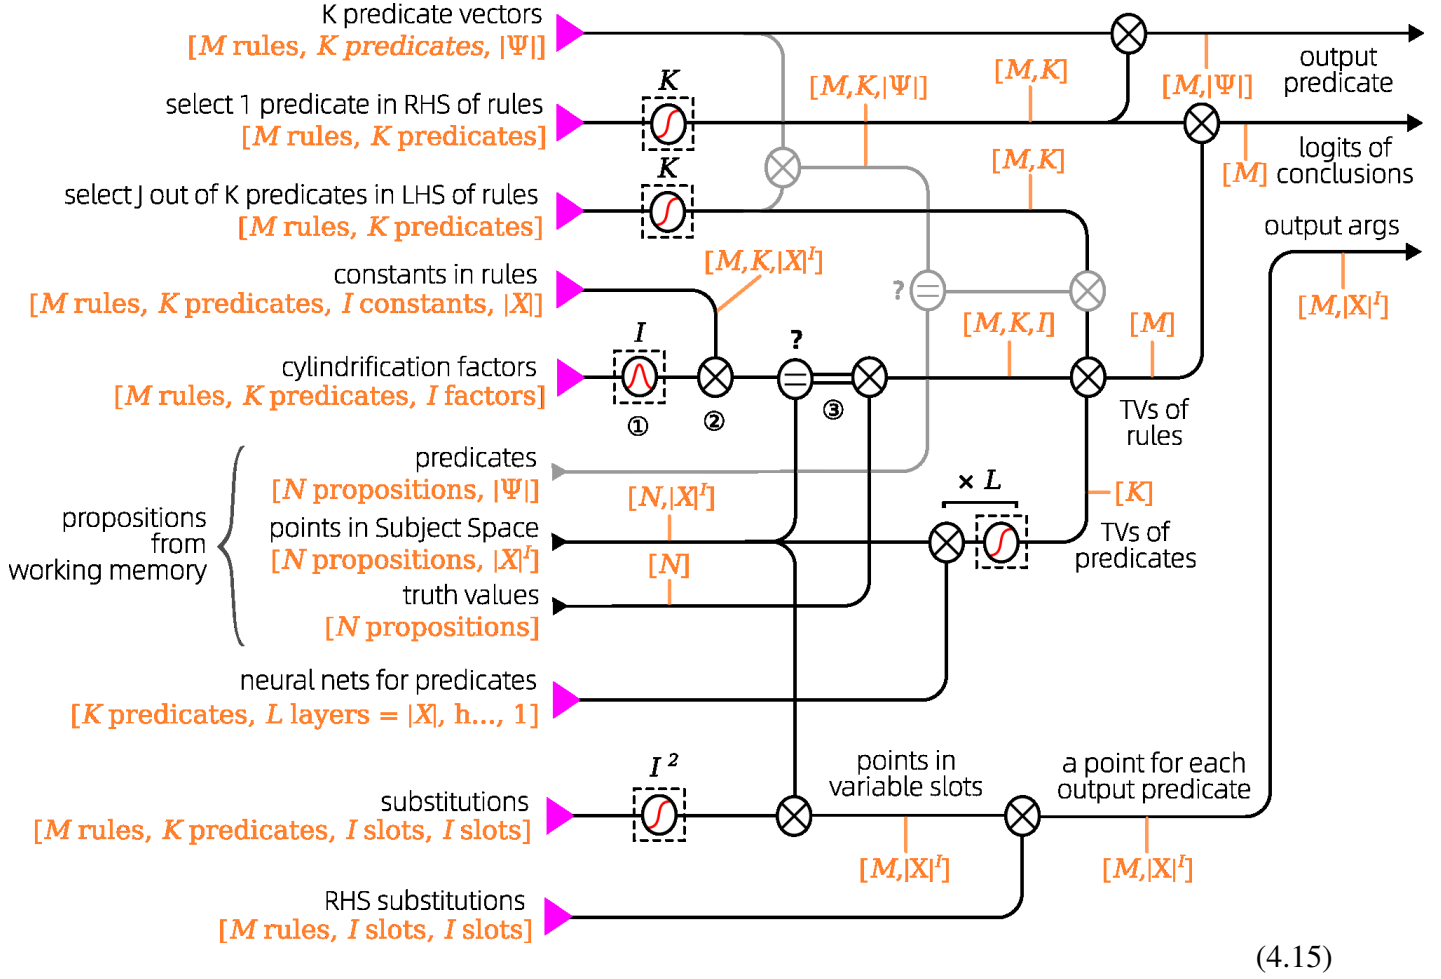 K predicate vectors
[M rules, K predicates, |Ψ|]
select 1 predicate in RHS of rules
[M rules, K predicates]
select J out of K predicates in LHS of rules
[M rules, K predicates]
constants in rules
[M rules, K predicates, I constants, |X|]
cylindrification factors
[M rules, K predicates, I factors]
propositions
from
working memory
predicates
[N propositions, |Ψ|]
points in Subject Space
[N propositions, |X|ᴵ]
truth values
[N propositions]
neural nets for predicates
[K predicates, L layers = |X|, h..., 1]
substitutions
[M rules, K predicates, I slots, I slots]
RHS substitutions
[M rules, I slots, I slots]
K
K
I
①
②
?
③
?
[M,K,|Ψ|]
[M,K]
[M,K]
[M,K,|X|ᴵ]
[M,K,I]
[M]
[M,|Ψ|]
output
predicate
[M]
logits of
conclusions
output args
[M,|X|ᴵ]
TVs of
rules
[N,|X|ᴵ]
[N]
× L
[K]
TVs of
predicates
I ²
points in
variable slots
[M,|X|ᴵ]
a point for each
output predicate
[M,|X|ᴵ]
(4.15)